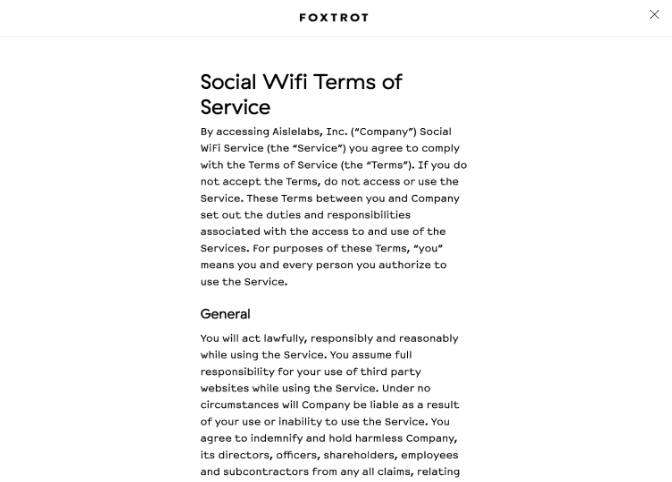 FOXTROT
Social Wifi Terms of
Service
By accessing Aislelabs, Inc. (“Company”) Social
WiFi Service (the “Service”) you agree to comply
with the Terms of Service (the “Terms”). If you do
not accept the Terms, do not access or use the
Service. These Terms between you and Company
set out the duties and responsibilities
associated with the access to and use of the
Services. For purposes of these Terms, “you”
means you and every person you authorize to
use the Service.
General
You will act lawfully, responsibly and reasonably
while using the Service. You assume full
responsibility for your use of third party
websites while using the Service. Under no
circumstances will Company be liable as a result
of your use or inability to use the Service. You
agree to indemnify and hold harmless Company,
its directors, officers, shareholders, employees
and subcontractors from any all claims, relating